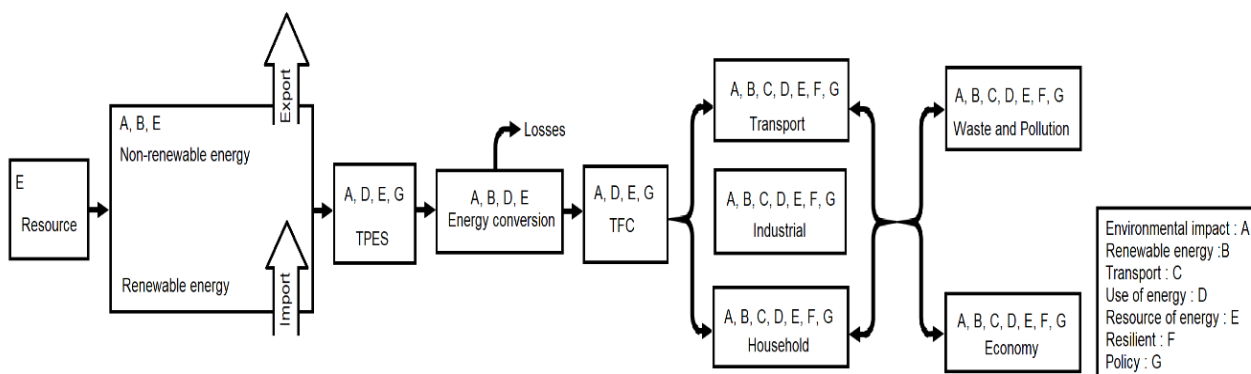 E
Resource
A, B, E
Non-renewable energy
Renewable energy
Export
Import
A, D, E, G
TPES
Losses
A, B, D, E
Energy conversion
A, D, E, G
TFC
A, B, C, D, E, F, G
Transport
A, B, C, D, E, F, G
Industrial
A, B, C, D, E, F, G
Household
A, B, C, D, E, F, G
Waste and Pollution
A, B, C, D, E, F, G
Economy
Environmental impact : A
Renewable energy :B
Transport : C
Use of energy : D
Resource of energy : E
Resilient : F
Policy : G